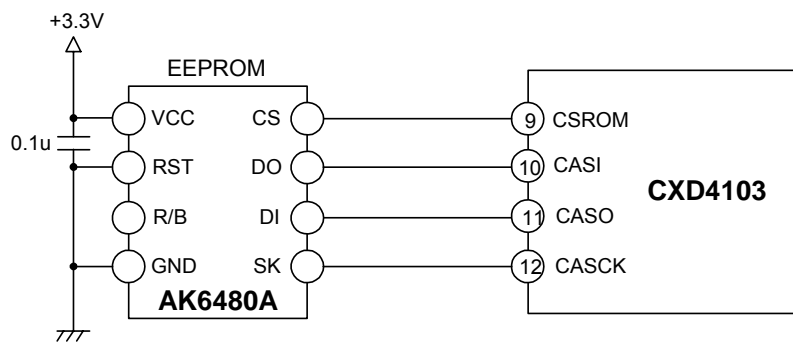 +3.3V
EEPROM
0.1u
VCC CS
RST DO
R/B DI
GND SK
AK6480A
9 CSROM
10 CASI
11 CASO
12 CASCK
CXD4103